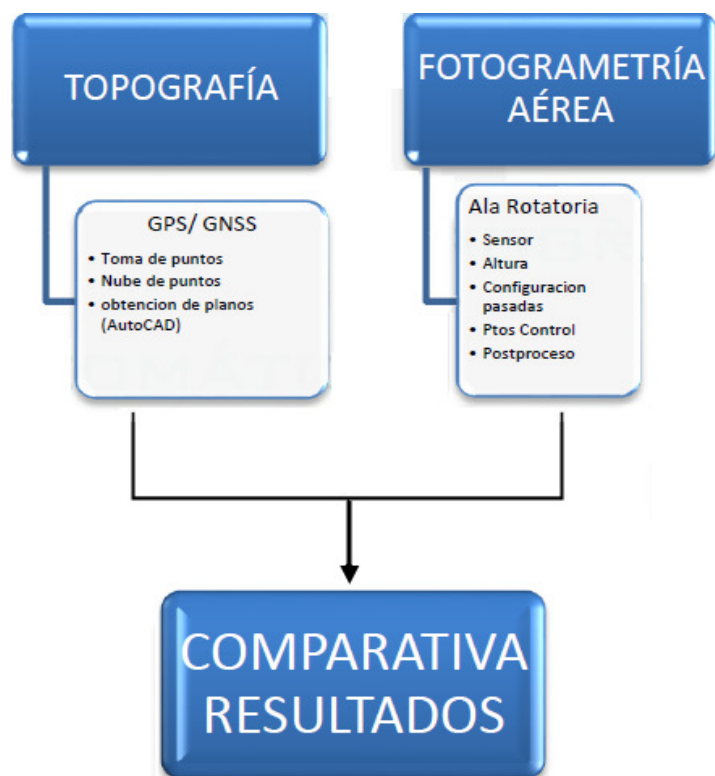 TOPOGRAFÍA
GPS/ GNSS
• Toma de puntos
• Nube de puntos
• obtencion de planos
(AutoCAD)
FOTOGRAMETRÍA
AÉREA
Ala Rotatoria
• Sensor
• Altura
• Configuracion
pasadas
• Ptos Control
• Postproceso
COMPARATIVA
RESULTADOS